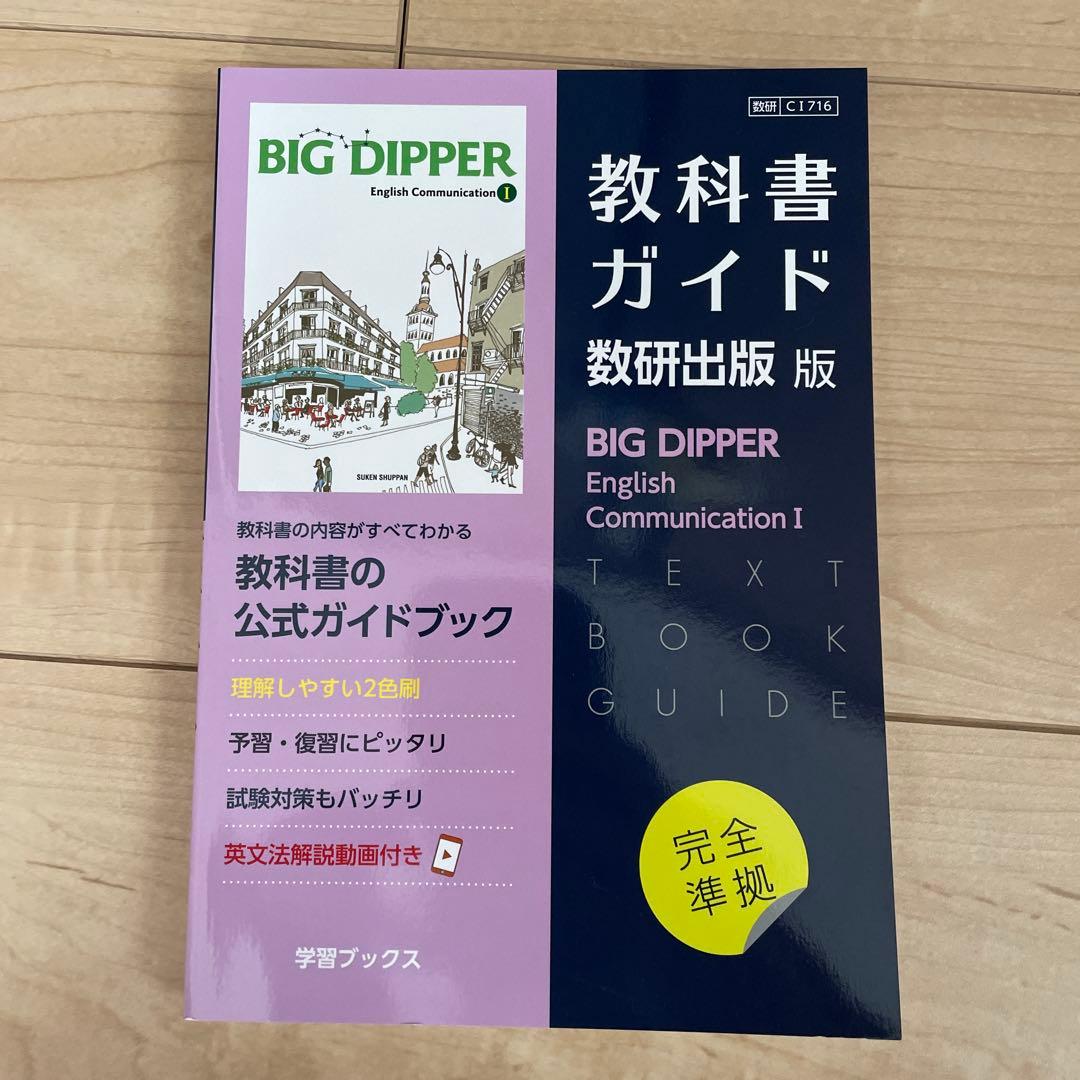 BIG DIPPER
English Communication I
SUKEN SHUPPAN
教科書の内容がすべてわかる
教科書の
公式ガイドブック
理解しやすい2色刷
予習・復習にピッタリ
試験対策もバッチリ
英文法解説動画付き
学習ブックス
数研 CⅠ716
教科書
ガイド
数研出版 版
BIG DIPPER
English
Communication I
TEXT
BOOK
GUIDE
完全
準拠